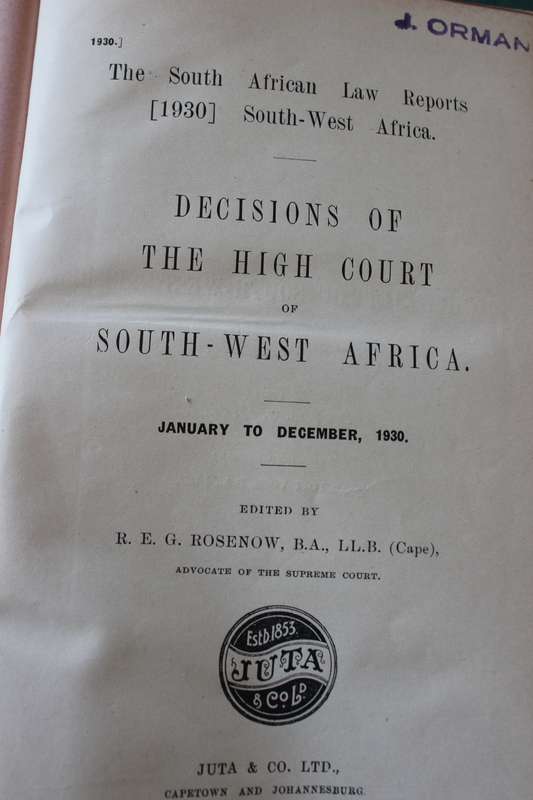 J. ORMAN
1930.]
The South African Law Reports
[1930] South-West Africa.
DECISIONS OF
THE HIGH COURT
OF
SOUTH-WEST AFRICA.
JANUARY TO DECEMBER, 1930.
EDITED BY
R. E. G. ROSENOW, B.A., LL.B. (Cape),
ADVOCATE OF THE SUPREME COURT.
Estb. 1853.
JUTA
& Co. Ld.
JUTA & CO. LTD.,
CAPETOWN AND JOHANNESBURG